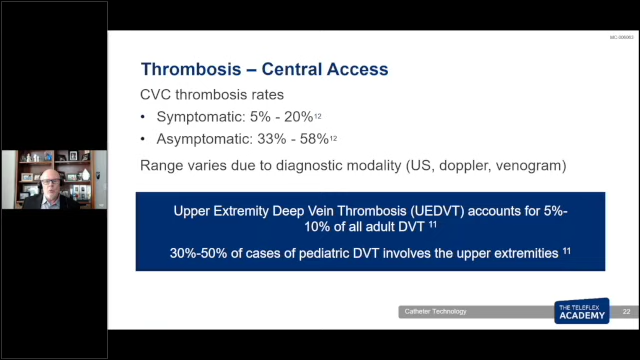 MC-006983
Thrombosis – Central Access
CVC thrombosis rates
• Symptomatic: 5% - 20%¹²
• Asymptomatic: 33% - 58%¹²
Range varies due to diagnostic modality (US, doppler, venogram)
Upper Extremity Deep Vein Thrombosis (UEDVT) accounts for 5%-
10% of all adult DVT ¹¹
30%-50% of cases of pediatric DVT involves the upper extremities ¹¹
Catheter Technology
THE TELEFLEX
ACADEMY
22